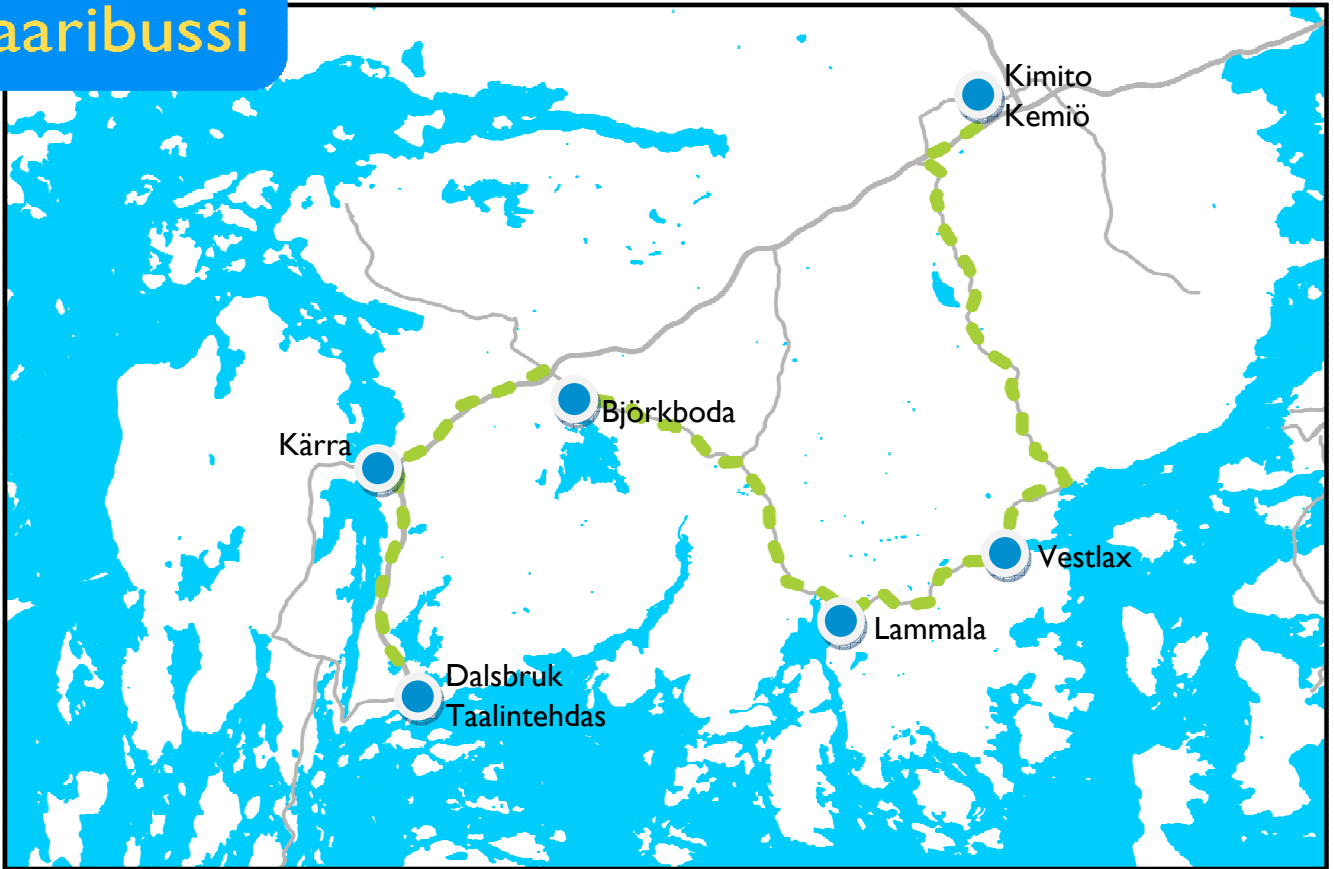 aaribussi
Kimito
Kemiö
Björkboda
Kärra
Vestlax
Lammala
Dalsbruk
Taalintehdas